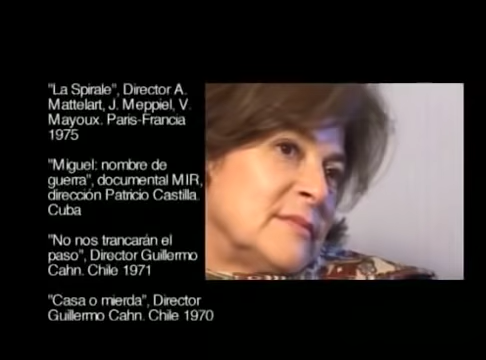 "La Spirale", Director A.
Mattelart, J. Meppiel, V.
Mayoux. Paris-Francia
1975
"Miguel: nombre de
guerra", documental MIR,
dirección Patricio Castilla.
Cuba
"No nos trancarán el
paso", Director Guillermo
Cahn. Chile 1971
"Casa o mierda", Director
Guillermo Cahn. Chile 1970